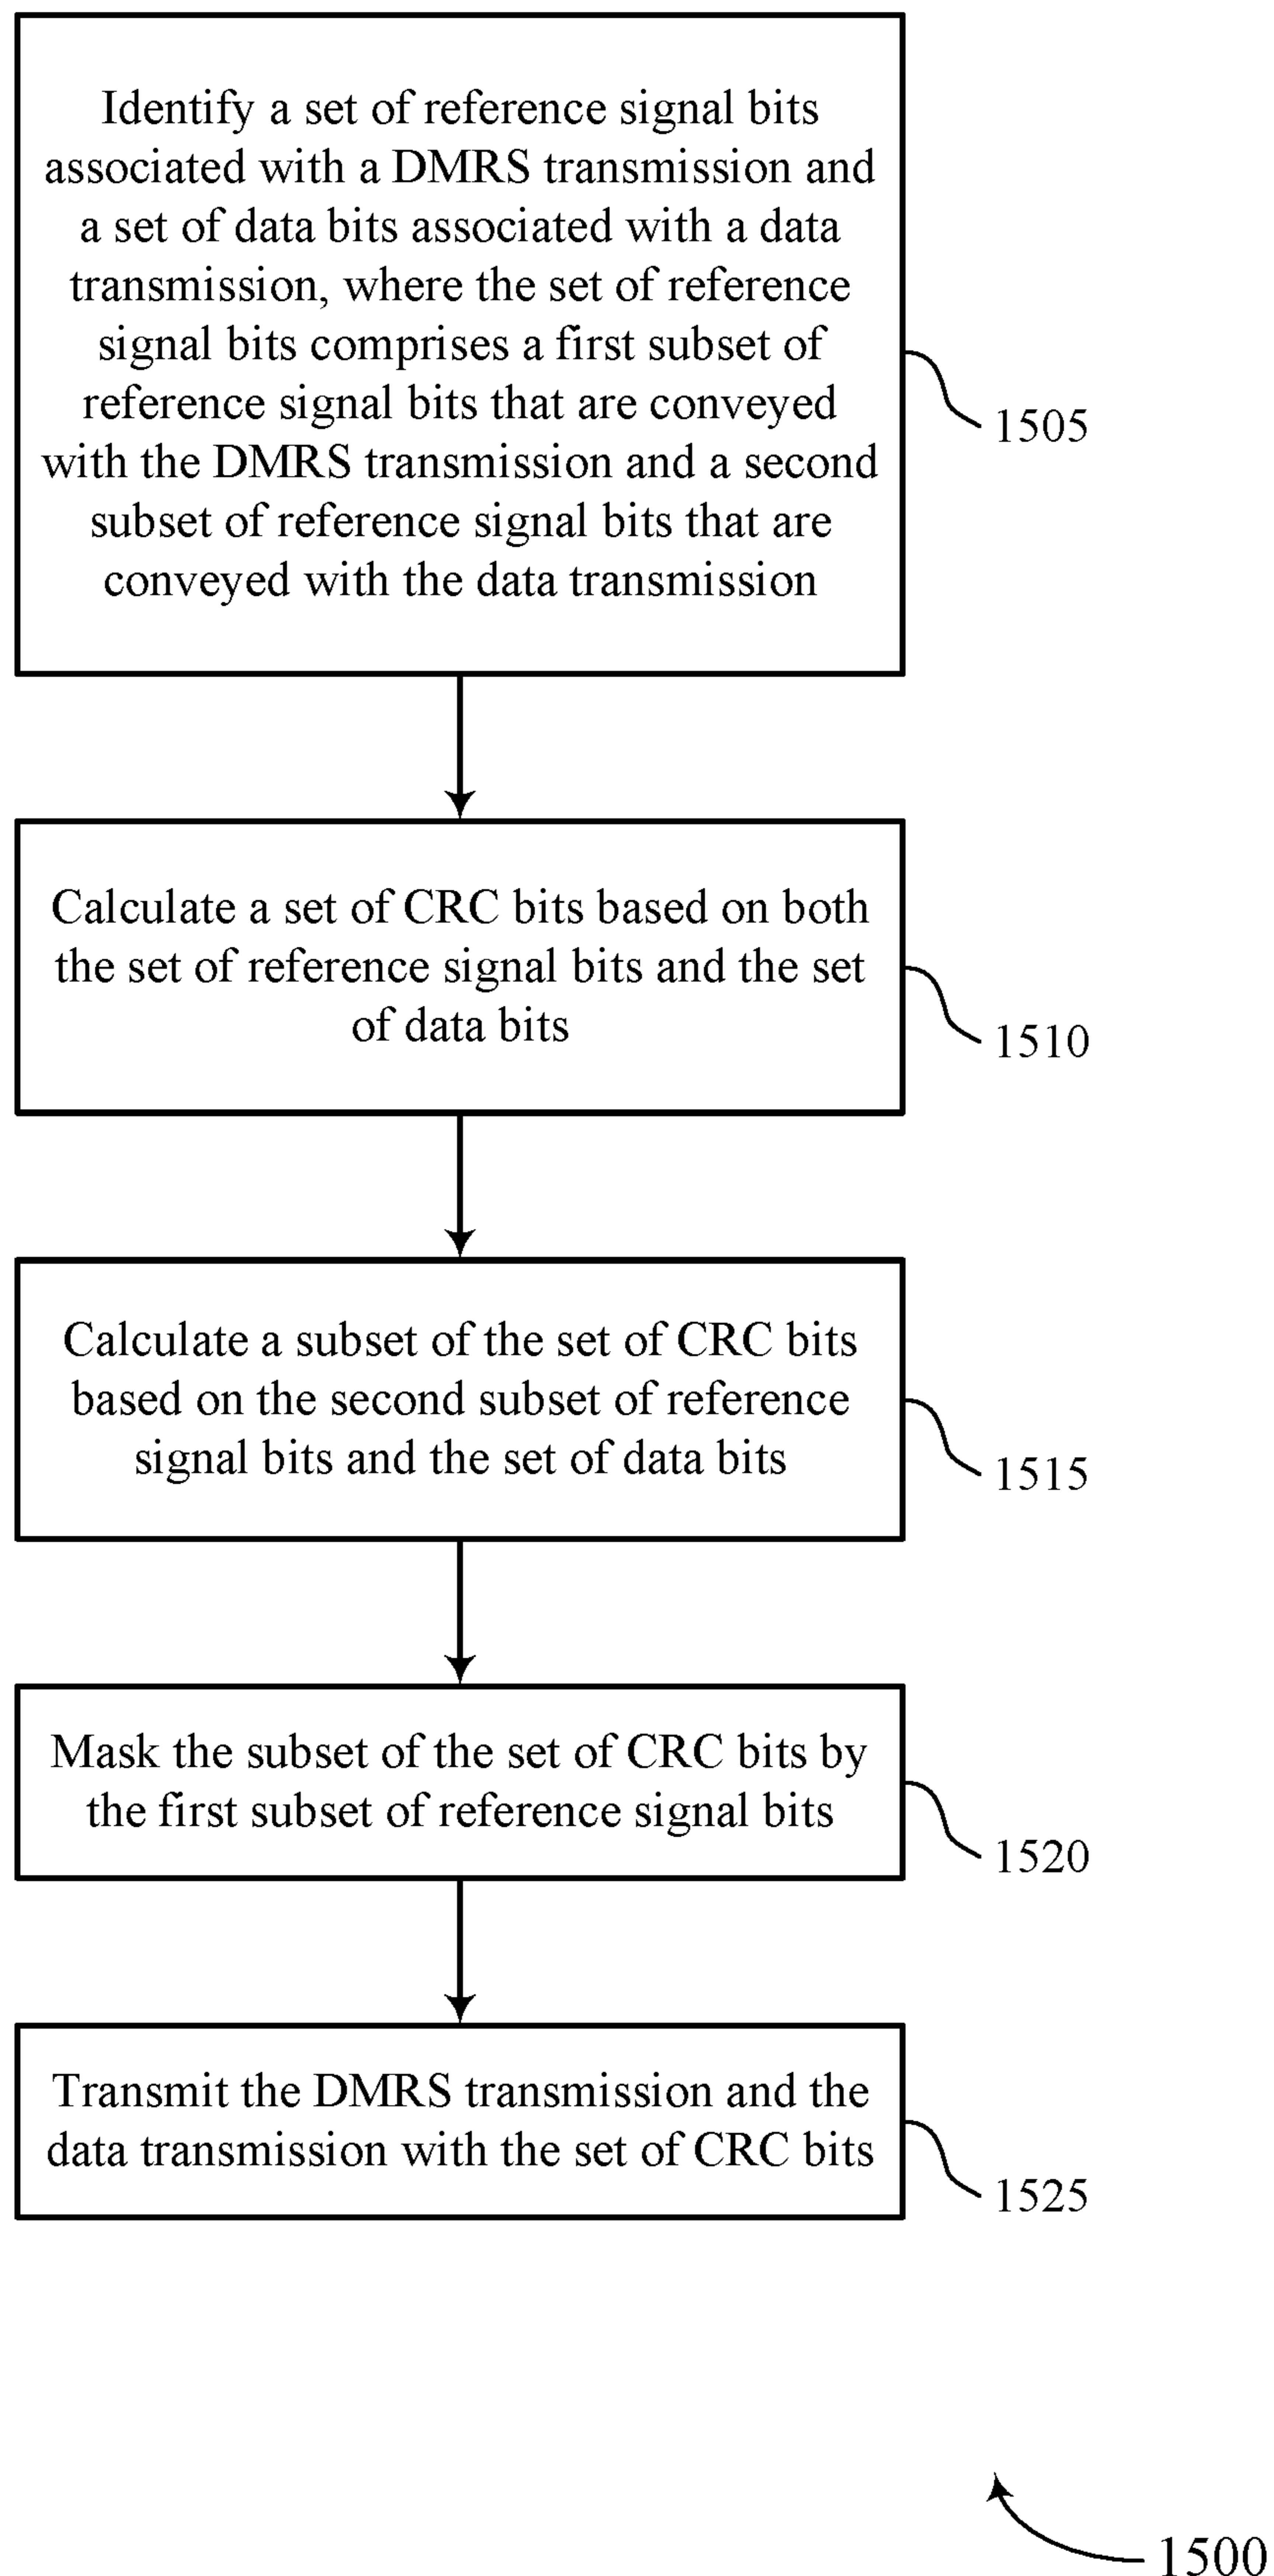 Identify a set of reference signal bits
associated with a DMRS transmission and
a set of data bits associated with a data
transmission, where the set of reference
signal bits comprises a first subset of
reference signal bits that are conveyed
with the DMRS transmission and a second
subset of reference signal bits that are
conveyed with the data transmission
1505
Calculate a set of CRC bits based on both
the set of reference signal bits and the set
of data bits
1510
Calculate a subset of the set of CRC bits
based on the second subset of reference
signal bits and the set of data bits
1515
Mask the subset of the set of CRC bits by
the first subset of reference signal bits
1520
Transmit the DMRS transmission and the
data transmission with the set of CRC bits
1525
1500